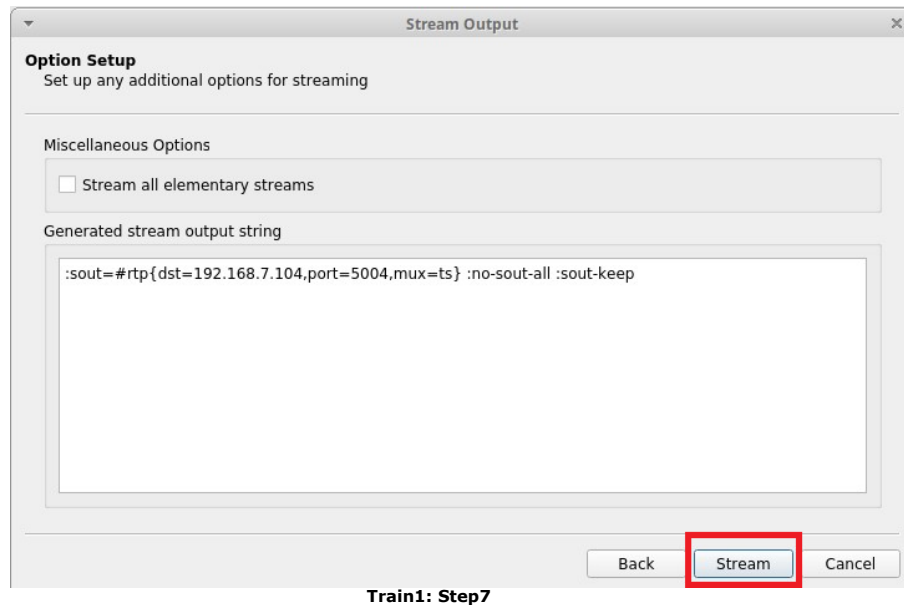 Stream Output
Option Setup
Set up any additional options for streaming
Miscellaneous Options
Stream all elementary streams
Generated stream output string
:sout=#rtp{dst=192.168.7.104,port=5004,mux=ts} :no-sout-all :sout-keep
Back Stream Cancel
Train1: Step7